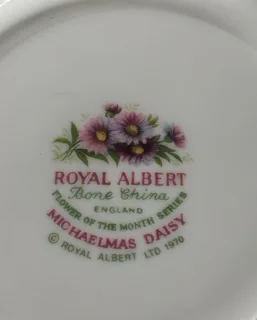 ROYAL ALBERT
Bone China
ENGLAND
FLOWER OF THE MONTH SERIES
MICHAELMAS DAISY
© ROYAL ALBERT LTD 1970